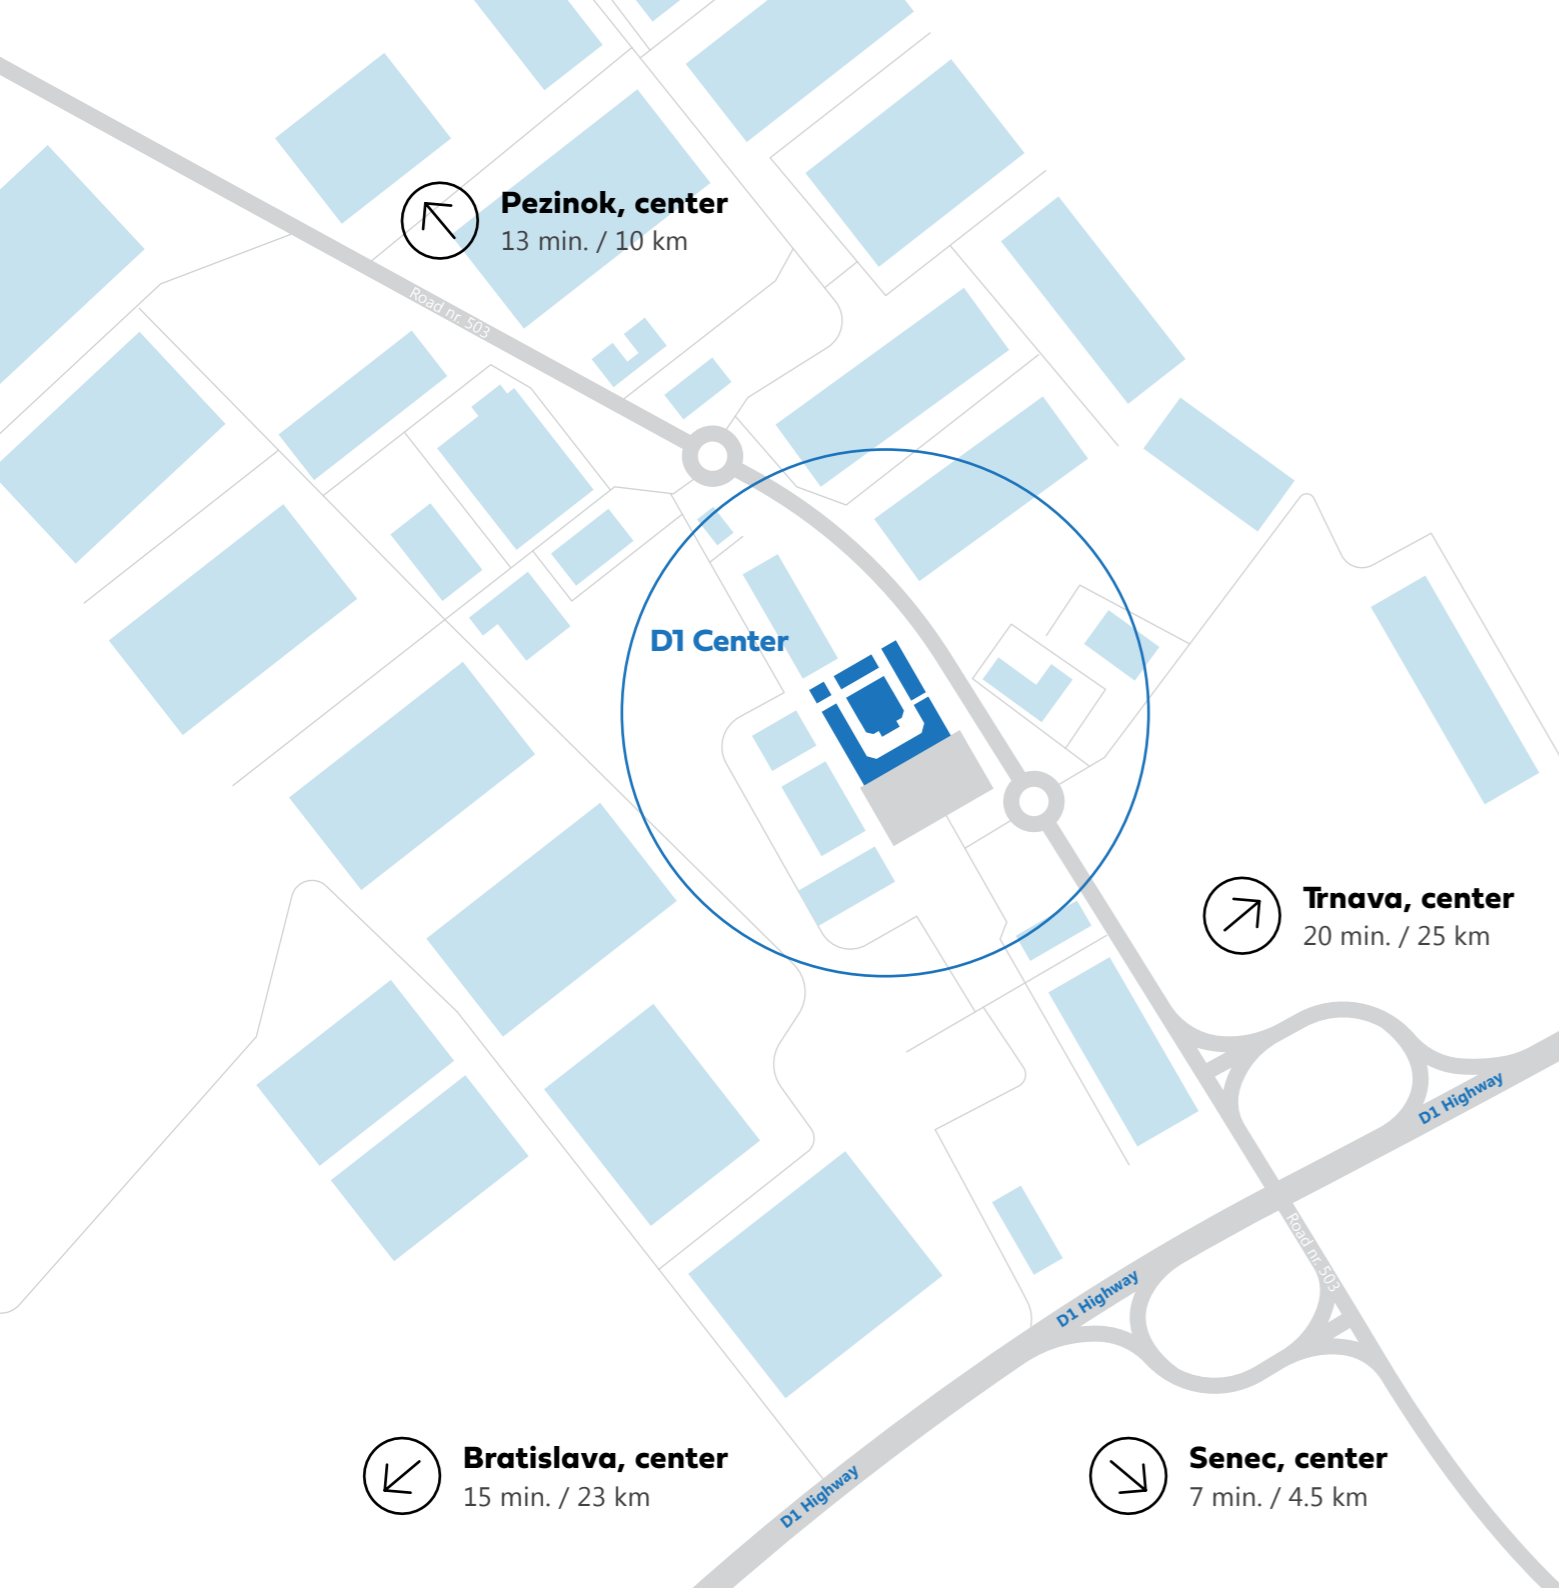 Pezinok, center
13 min. / 10 km
Road nr. 503
D1 Center
Trnava, center
20 min. / 25 km
D1 Highway
Road nr. 503
D1 Highway
Bratislava, center
15 min. / 23 km
D1 Highway
Senec, center
7 min. / 4.5 km